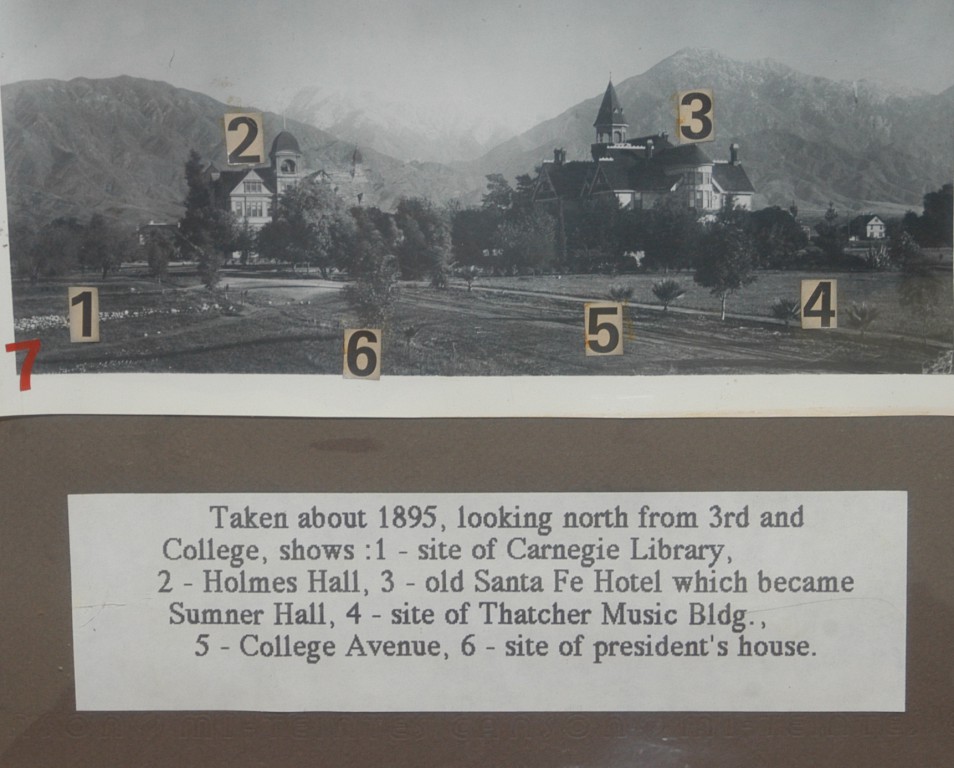 2
3
1
4
5
6
7
Taken about 1895, looking north from 3rd and
College, shows :1 - site of Carnegie Library,
2 - Holmes Hall, 3 - old Santa Fe Hotel which became
Sumner Hall, 4 - site of Thatcher Music Bldg.,
5 - College Avenue, 6 - site of president's house.